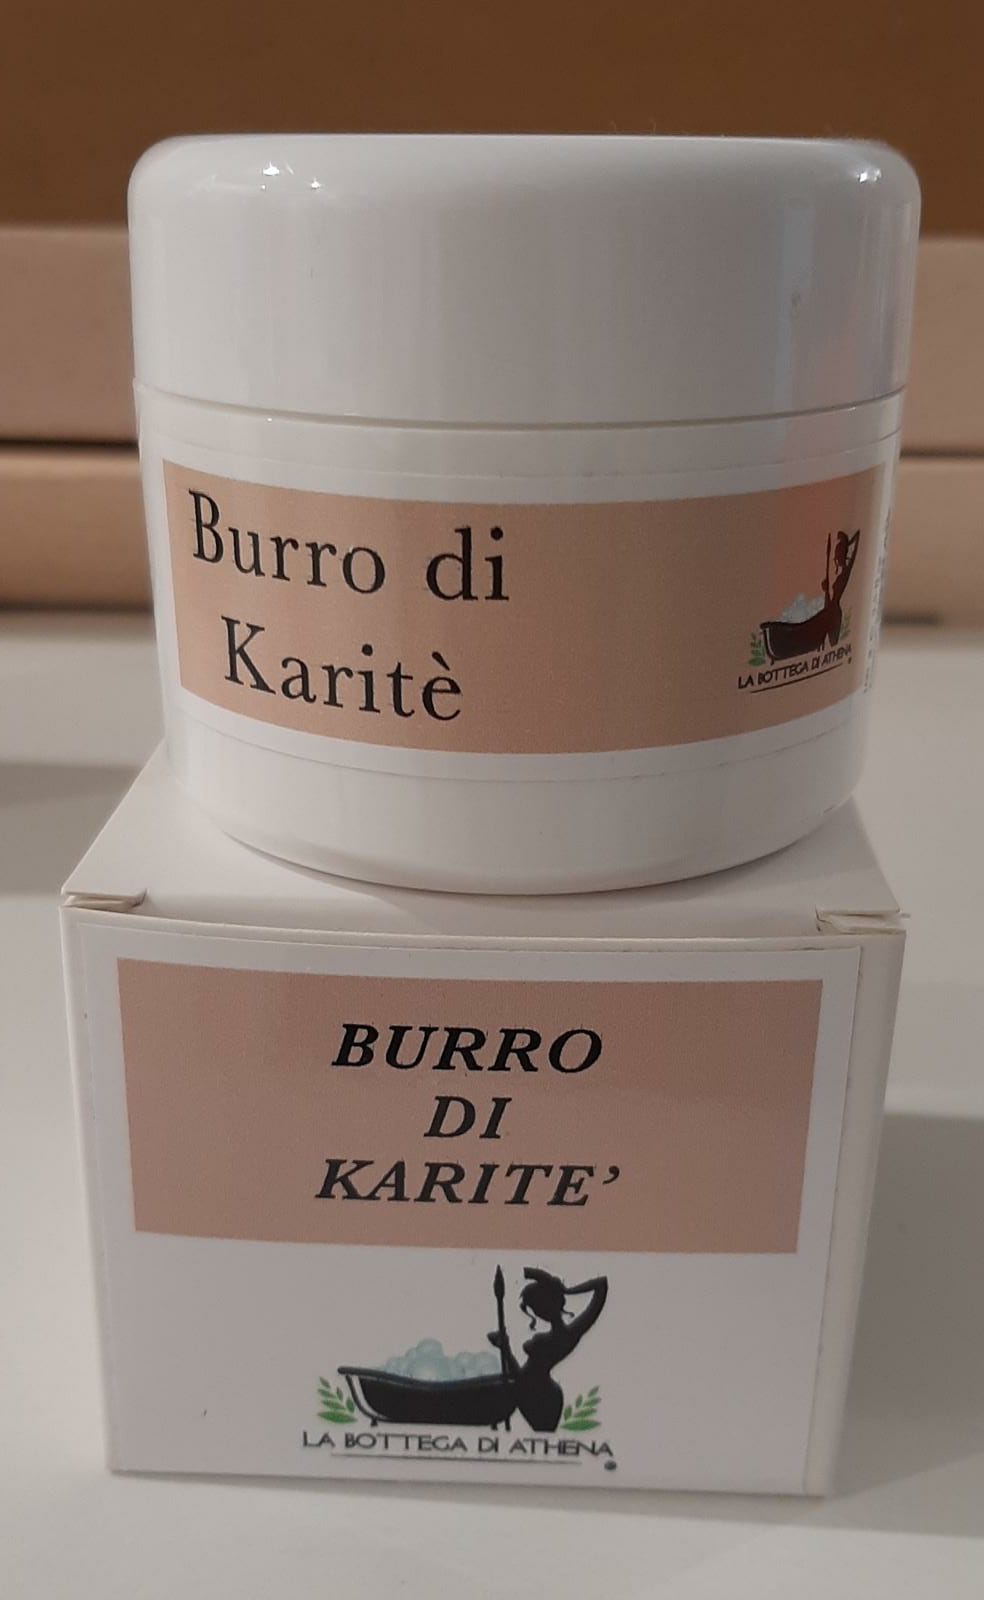 Burro di
Karitè
LA BOTTEGA DI ATHENA
BURRO
DI
KARITE’
LA BOTTEGA DI ATHENA